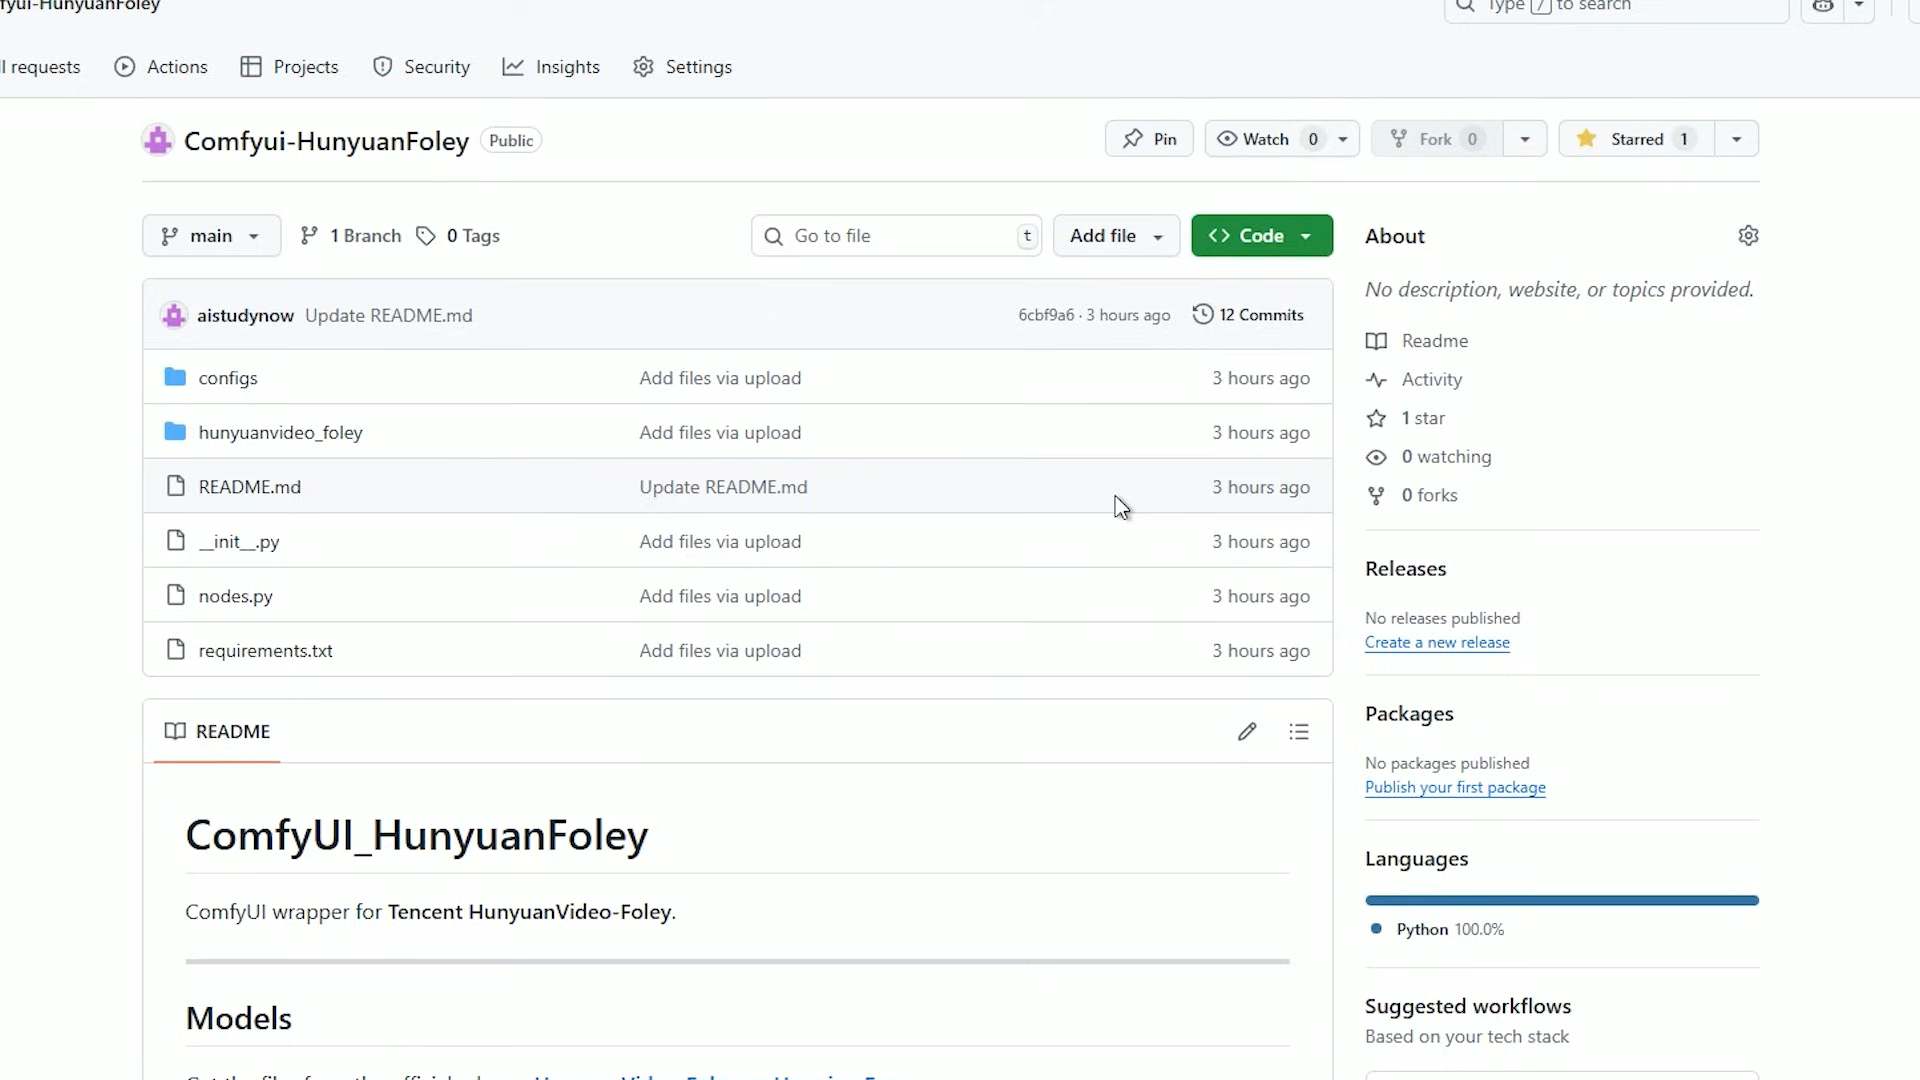 fyui-HunyuanFoley
Type / to search
ll requests Actions Projects Security Insights Settings
Comfyui-HunyuanFoley Public
Pin Watch 0 Fork 0 Starred 1
main 1 Branch 0 Tags Go to file t Add file Code
aistudynow Update README.md 6cbf9a6 · 3 hours ago 12 Commits
configs Add files via upload 3 hours ago
hunyuanvideo_foley Add files via upload 3 hours ago
README.md Update README.md 3 hours ago
__init__.py Add files via upload 3 hours ago
nodes.py Add files via upload 3 hours ago
requirements.txt Add files via upload 3 hours ago
README
ComfyUI_HunyuanFoley
ComfyUI wrapper for Tencent HunyuanVideo-Foley.
Models
About
No description, website, or topics provided.
Readme
Activity
1 star
0 watching
0 forks
Releases
No releases published
Create a new release
Packages
No packages published
Publish your first package
Languages
Python 100.0%
Suggested workflows
Based on your tech stack